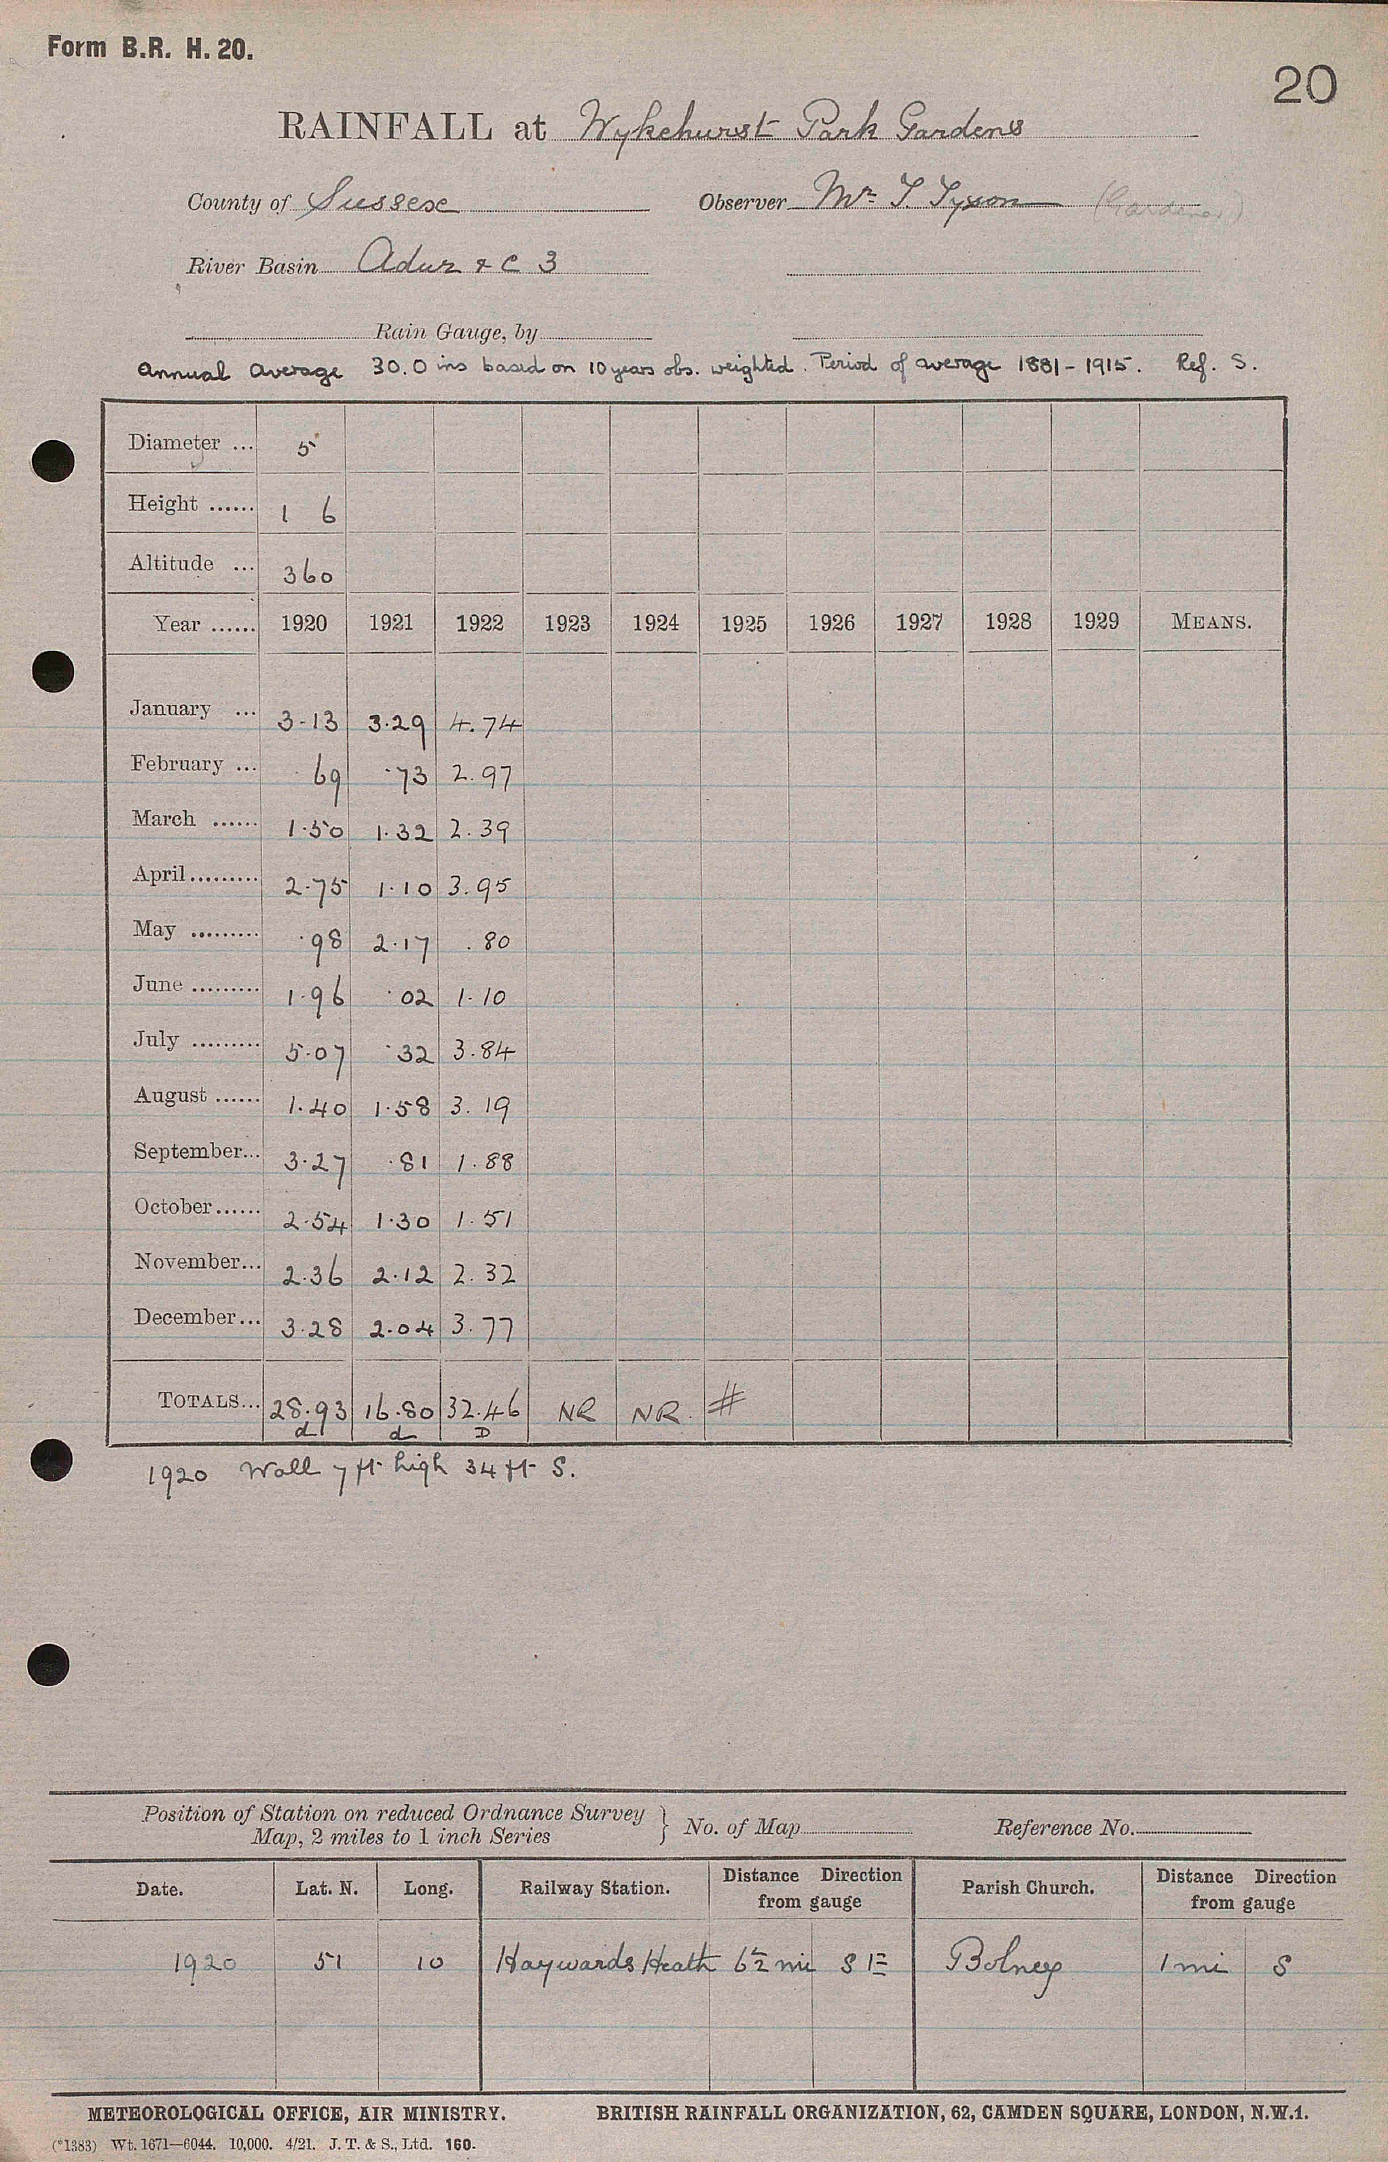 Form B.R. H. 20.
20
RAINFALL at Wykehurst Park Gardens
County of Sussex Observer Mr T. Tyson (Gardener)
River Basin Adur & C 3
Rain Gauge, by
Annual Average 30.0 ins based on 10 years obs. weighted. Period of average 1881-1915. Ref. S.
Diameter ... 5
Height ...... 1 6
Altitude ... 360
Year ...... 1920 1921 1922 1923 1924 1925 1926 1927 1928 1929 MEANS.
January ... 3.13 3.29 4.74
February ... .69 .73 2.97
March ...... 1.50 1.32 2.39
April ......... 2.75 1.10 3.95
May ......... .98 2.17 .80
June ......... 1.96 .02 1.10
July ......... 5.07 .32 3.84
August ...... 1.40 1.58 3.19
September... 3.27 .81 1.88
October...... 2.54 1.30 1.51
November... 2.36 2.12 2.32
December... 3.28 2.04 3.77
TOTALS... 28.93 16.80 32.46 NR NR #
d d D
1920 Wall 7 ft high 34 ft S.
Position of Station on reduced Ordnance Survey
Map, 2 miles to 1 inch Series } No. of Map Reference No.
Date. Lat. N. Long. Railway Station. Distance Direction from gauge Parish Church. Distance Direction from gauge
1920 51 10 Haywards Heath 6½ mi SE Bolney 1 mi S
METEOROLOGICAL OFFICE, AIR MINISTRY. BRITISH RAINFALL ORGANIZATION, 62, CAMDEN SQUARE, LONDON, N.W.1.
(*1383) Wt. 1671—6044. 10,000. 4/21. J. T. & S., Ltd. 160.